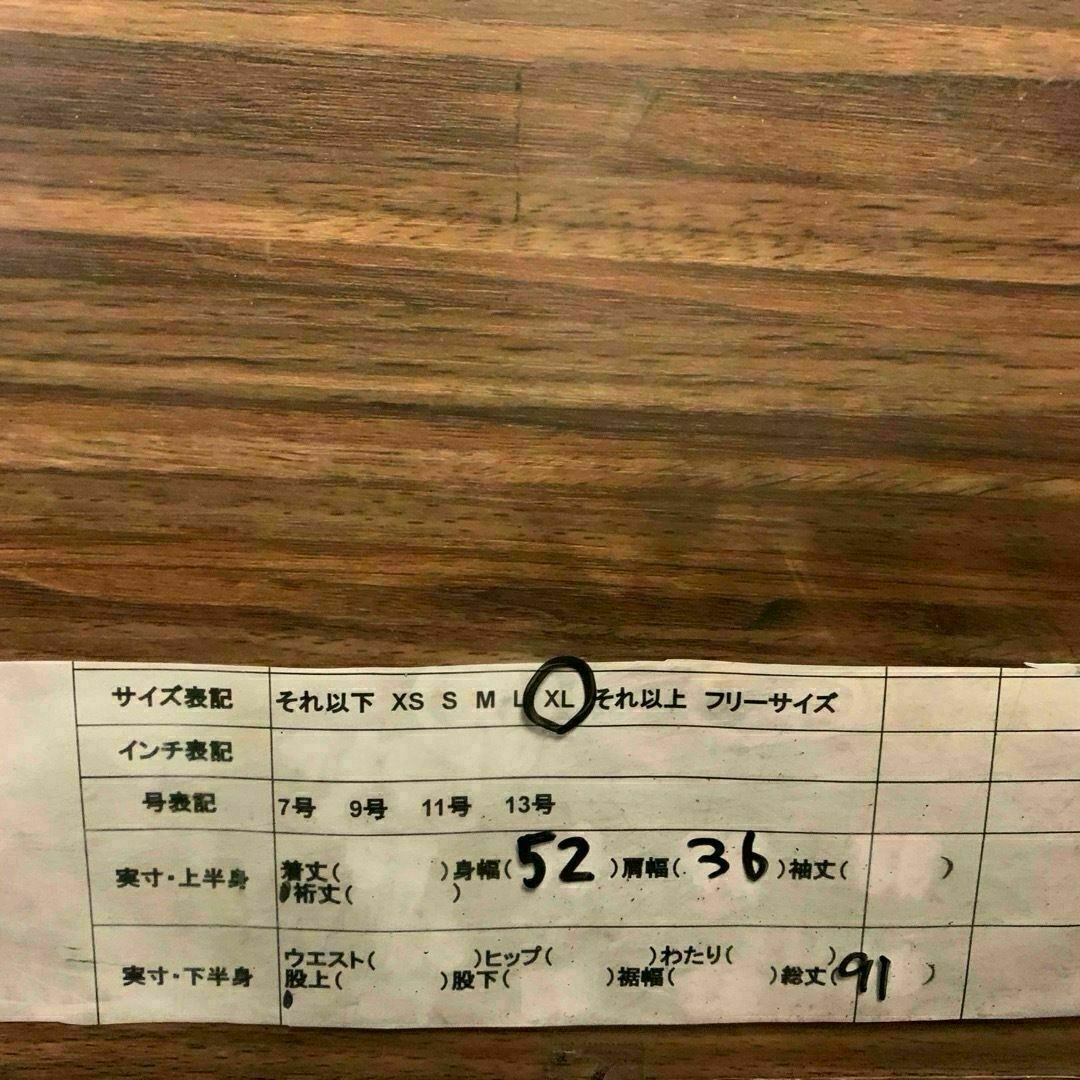 サイズ表記 それ以下 XS S M L XL それ以上 フリーサイズ
インチ表記
号表記 7号 9号 11号 13号
実寸・上半身 着丈( )身幅(52)肩幅(36)袖丈( )
裄丈( )
実寸・下半身 ウエスト( )ヒップ( )わたり( )
股上( )股下( )裾幅( )総丈(91)